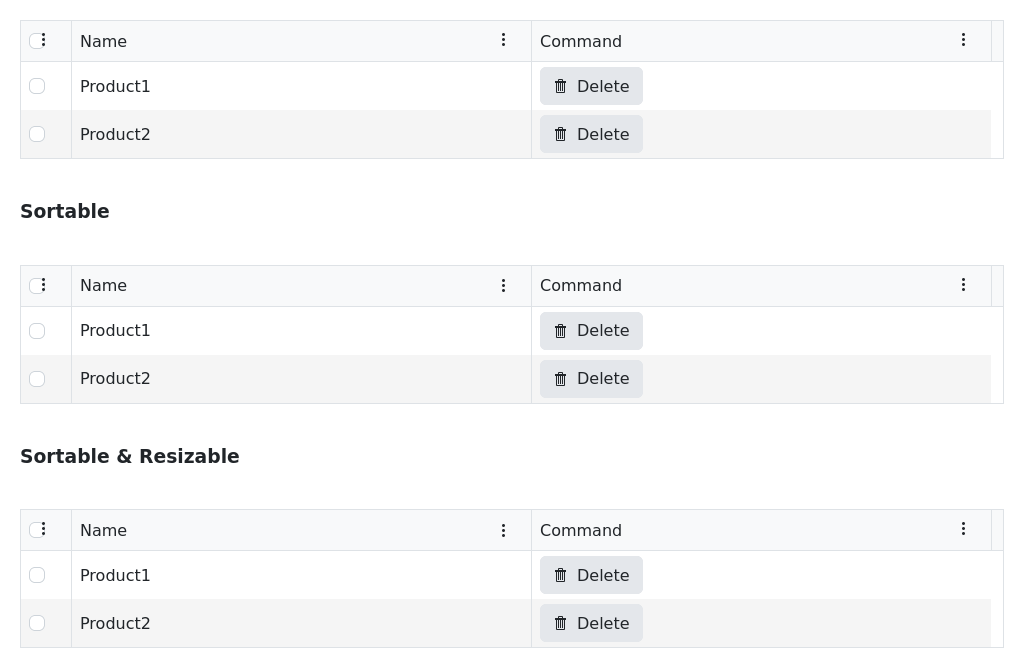 Name Command
Product1 Delete
Product2 Delete
Sortable
Name Command
Product1 Delete
Product2 Delete
Sortable & Resizable
Name Command
Product1 Delete
Product2 Delete